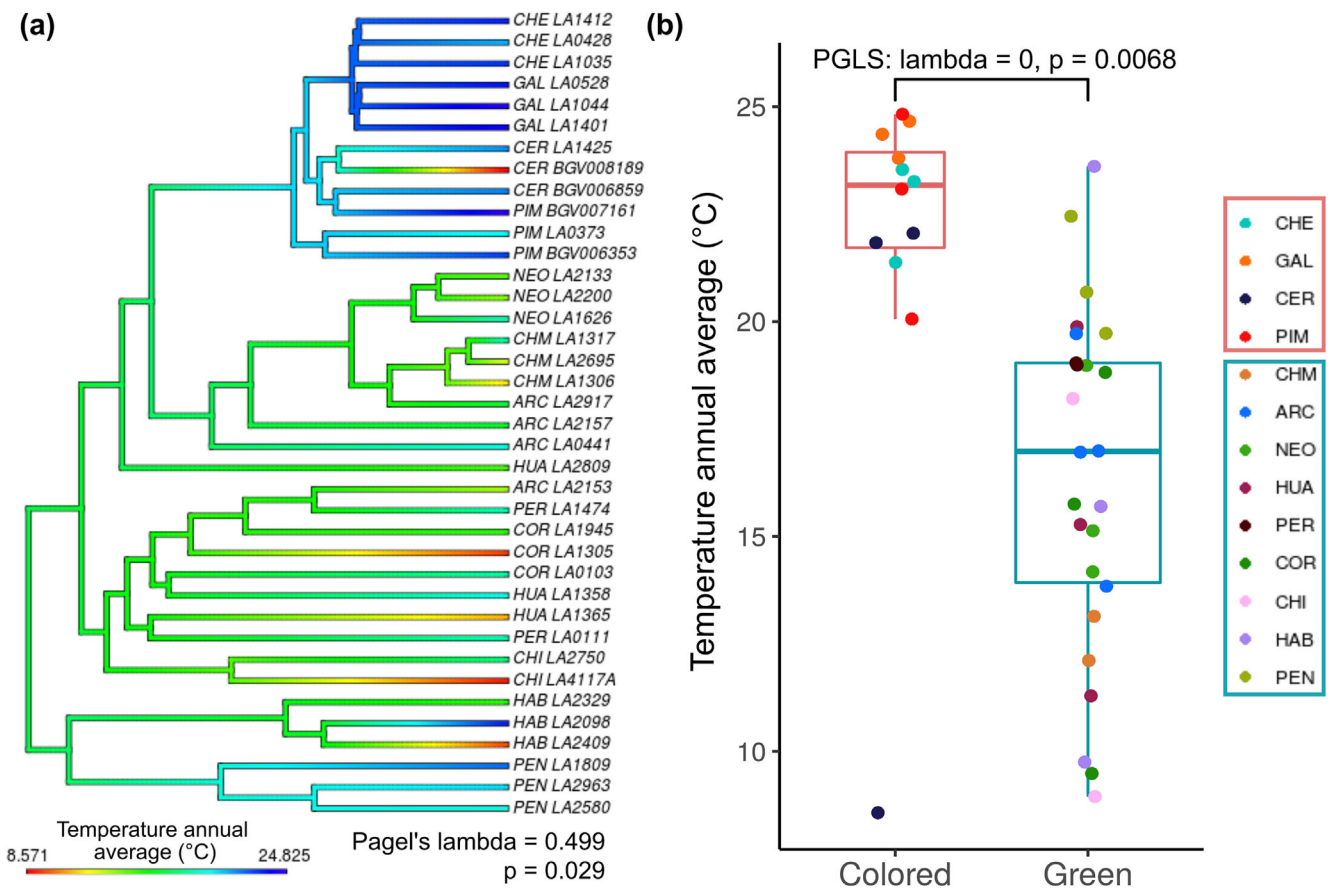 (a)
CHE LA1412
CHE LA0428
CHE LA1035
GAL LA0528
GAL LA1044
GAL LA1401
CER LA1425
CER BGV008189
CER BGV006859
PIM BGV007161
PIM LA0373
PIM BGV006353
NEO LA2133
NEO LA2200
NEO LA1626
CHM LA1317
CHM LA2695
CHM LA1306
ARC LA2917
ARC LA2157
ARC LA0441
HUA LA2809
ARC LA2153
PER LA1474
COR LA1945
COR LA1305
COR LA0103
HUA LA1358
HUA LA1365
PER LA0111
CHI LA2750
CHI LA4117A
HAB LA2329
HAB LA2098
HAB LA2409
PEN LA1809
PEN LA2963
PEN LA2580
Temperature annual
average (°C)
8.571
24.825
Pagel's lambda = 0.499
p = 0.029
(b)
PGLS: lambda = 0, p = 0.0068
Temperature annual average (°C)
25
20
15
10
Colored
Green
CHE
GAL
CER
PIM
CHM
ARC
NEO
HUA
PER
COR
CHI
HAB
PEN